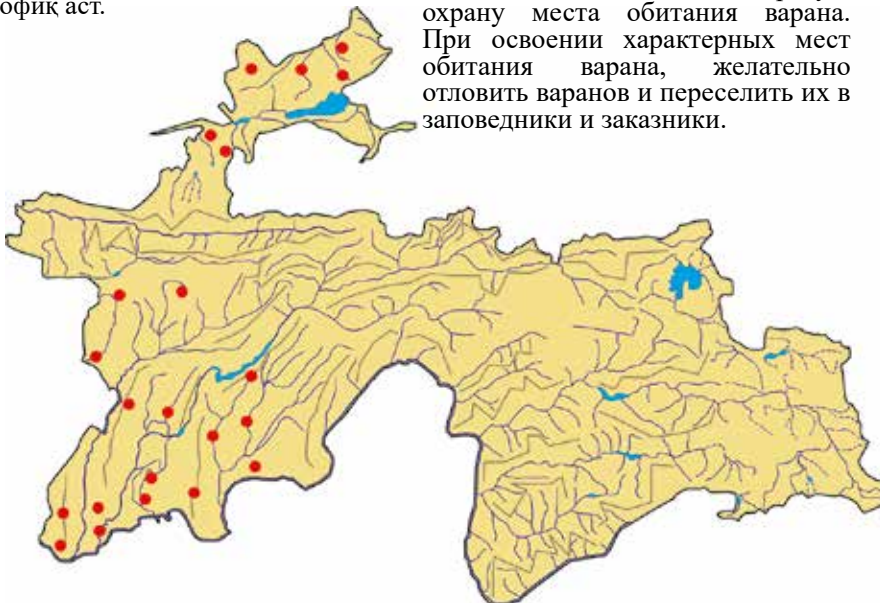 офиқ аст.
охрану места обитания варана.
При освоении характерных мест
обитания варана, желательно
отловить варанов и переселить их в
заповедники и заказники.